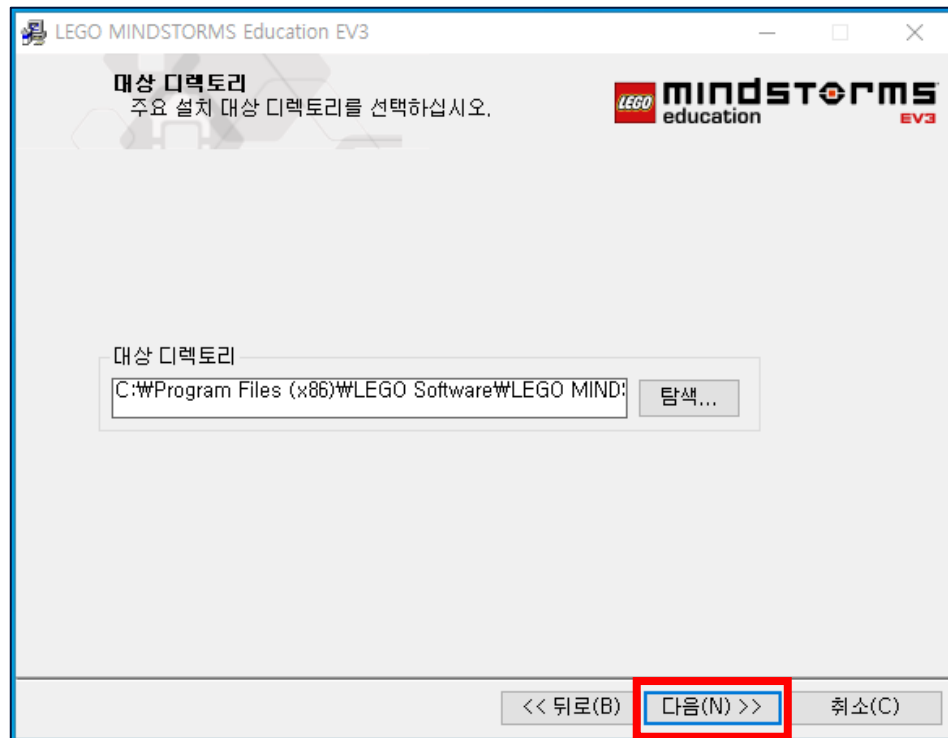 LEGO MINDSTORMS Education EV3
대상 디렉토리
주요 설치 대상 디렉토리를 선택하십시오.
LEGO mindstorms
education
EV3
대상 디렉토리
C:₩Program Files (x86)₩LEGO Software₩LEGO MIND
탐색...
<< 뒤로(B) 다음(N) >> 취소(C)